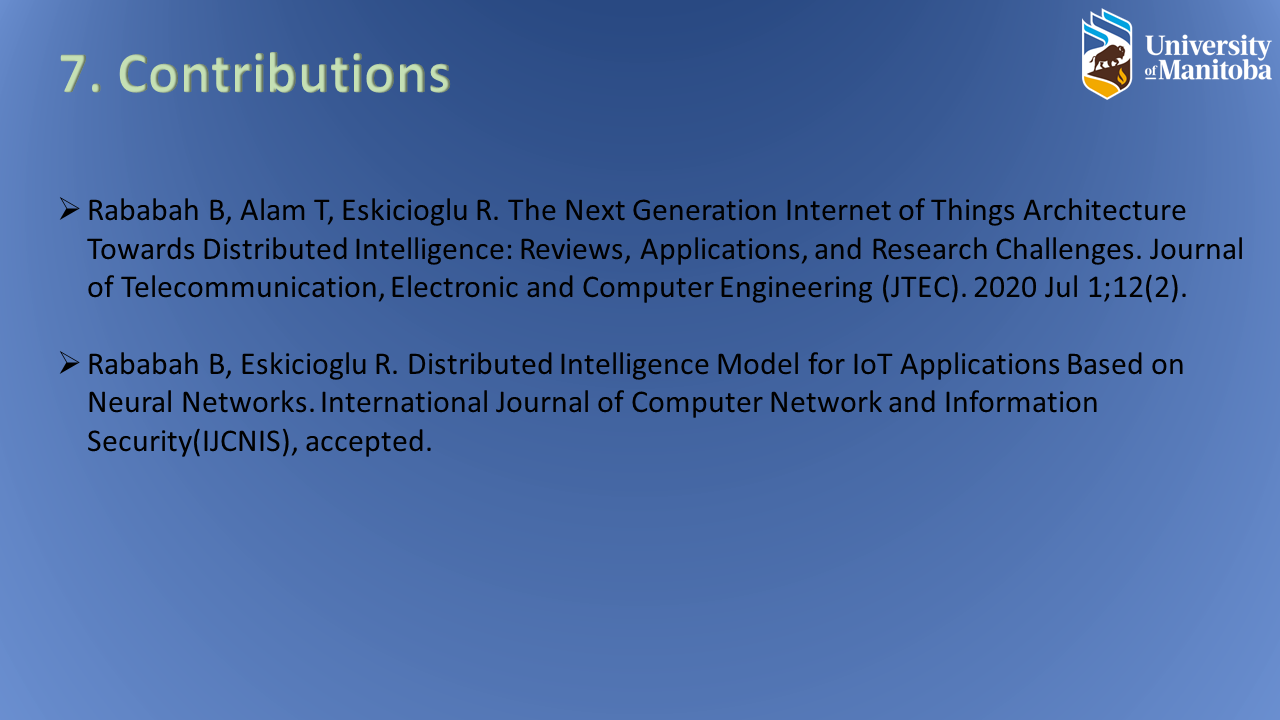 7. Contributions
University
of Manitoba
➢ Rababah B, Alam T, Eskicioglu R. The Next Generation Internet of Things Architecture
Towards Distributed Intelligence: Reviews, Applications, and Research Challenges. Journal
of Telecommunication, Electronic and Computer Engineering (JTEC). 2020 Jul 1;12(2).
➢ Rababah B, Eskicioglu R. Distributed Intelligence Model for IoT Applications Based on
Neural Networks. International Journal of Computer Network and Information
Security(IJCNIS), accepted.